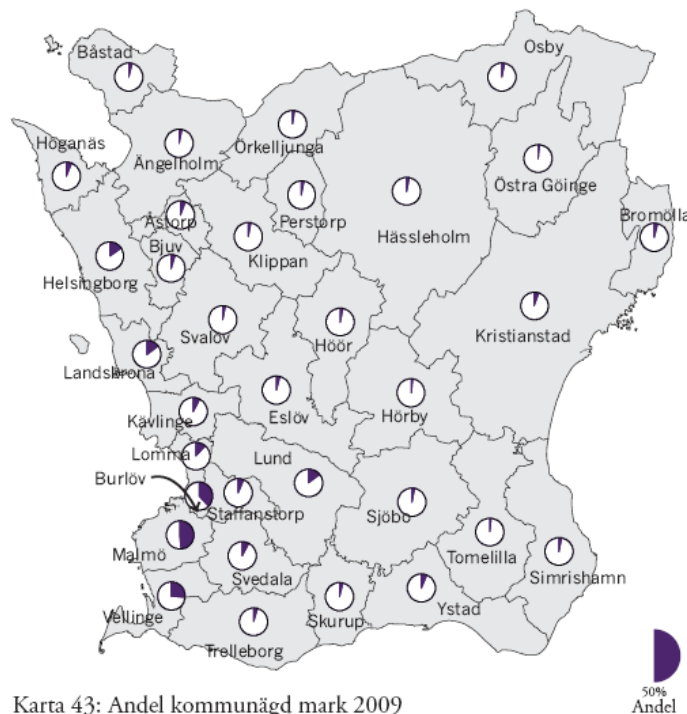 Osby
Båstad
Höganäs
Örkelljunga
Ängelholm
Östra Göinge
Åstorp
Perstorp
Bromölla
Hässleholm
Bjuv
Klippan
Helsingborg
Svalöv
Höör
Kristianstad
Landskrona
Eslöv
Hörby
Kävlinge
Lomma
Lund
Burlöv
Staffanstorp
Sjöbo
Malmö
Tomelilla
Svedala
Simrishamn
Vellinge
Skurup
Ystad
Trelleborg
50%
Andel
Karta 43: Andel kommunägd mark 2009